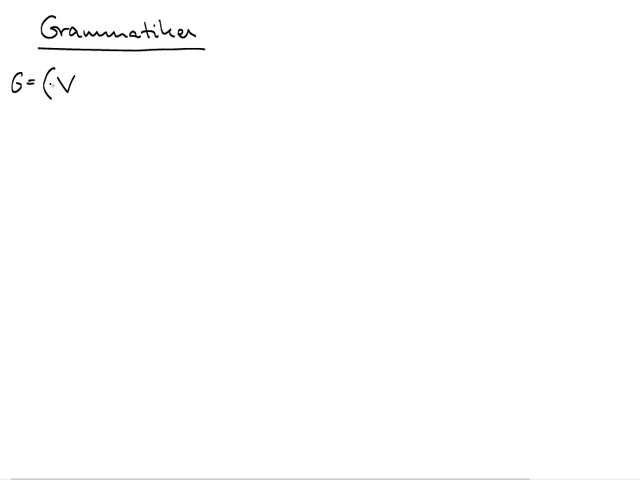 Grammatiken
G = ( V